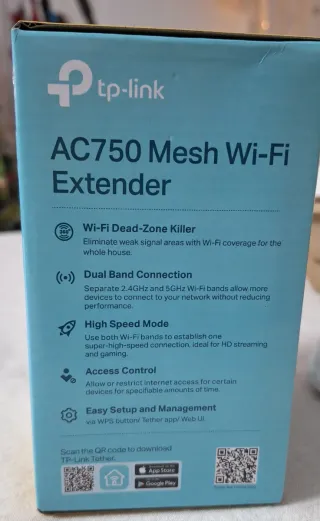 tp-link
AC750 Mesh Wi-Fi
Extender
Wi-Fi Dead-Zone Killer
Eliminate weak signal areas with Wi-Fi coverage for the
whole house.
Dual Band Connection
Separate 2.4GHz and 5GHz Wi-Fi bands allow more
devices to connect to your network without reducing
performance.
High Speed Mode
Use both Wi-Fi bands to establish one
super-high-speed connection, ideal for HD streaming
and gaming.
Access Control
Allow or restrict internet access for certain
devices for specifiable amounts of time.
Easy Setup and Management
via WPS button/ Tether app/ Web UI.
Scan the QR code to download
TP-Link Tether.
App Store
Google Play